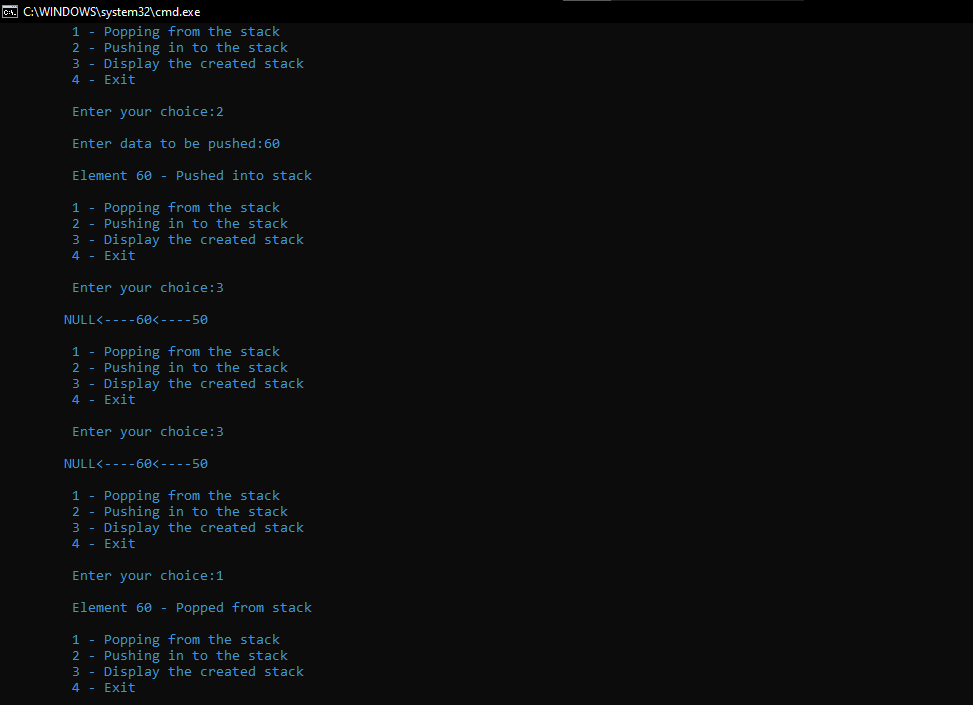 C:\WINDOWS\system32\cmd.exe
1 - Popping from the stack
2 - Pushing in to the stack
3 - Display the created stack
4 - Exit
Enter your choice:2
Enter data to be pushed:60
Element 60 - Pushed into stack
1 - Popping from the stack
2 - Pushing in to the stack
3 - Display the created stack
4 - Exit
Enter your choice:3
NULL<----60<----50
1 - Popping from the stack
2 - Pushing in to the stack
3 - Display the created stack
4 - Exit
Enter your choice:3
NULL<----60<----50
1 - Popping from the stack
2 - Pushing in to the stack
3 - Display the created stack
4 - Exit
Enter your choice:1
Element 60 - Popped from stack
1 - Popping from the stack
2 - Pushing in to the stack
3 - Display the created stack
4 - Exit